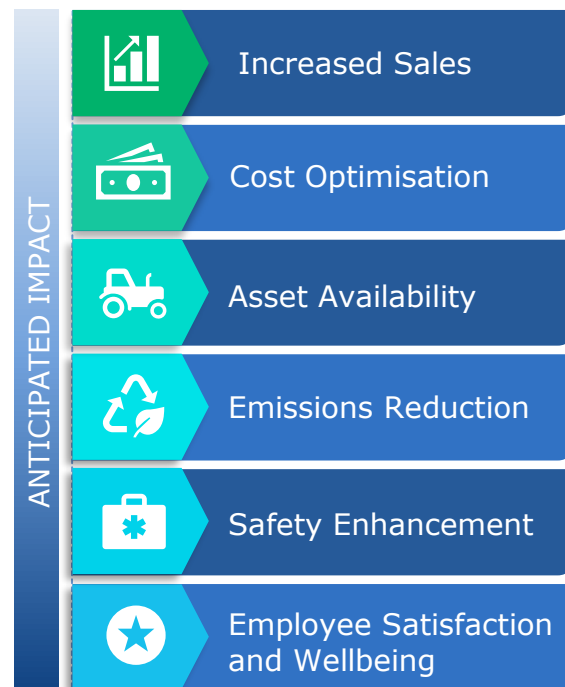 ANTICIPATED IMPACT
Increased Sales
Cost Optimisation
Asset Availability
Emissions Reduction
Safety Enhancement
Employee Satisfaction
and Wellbeing